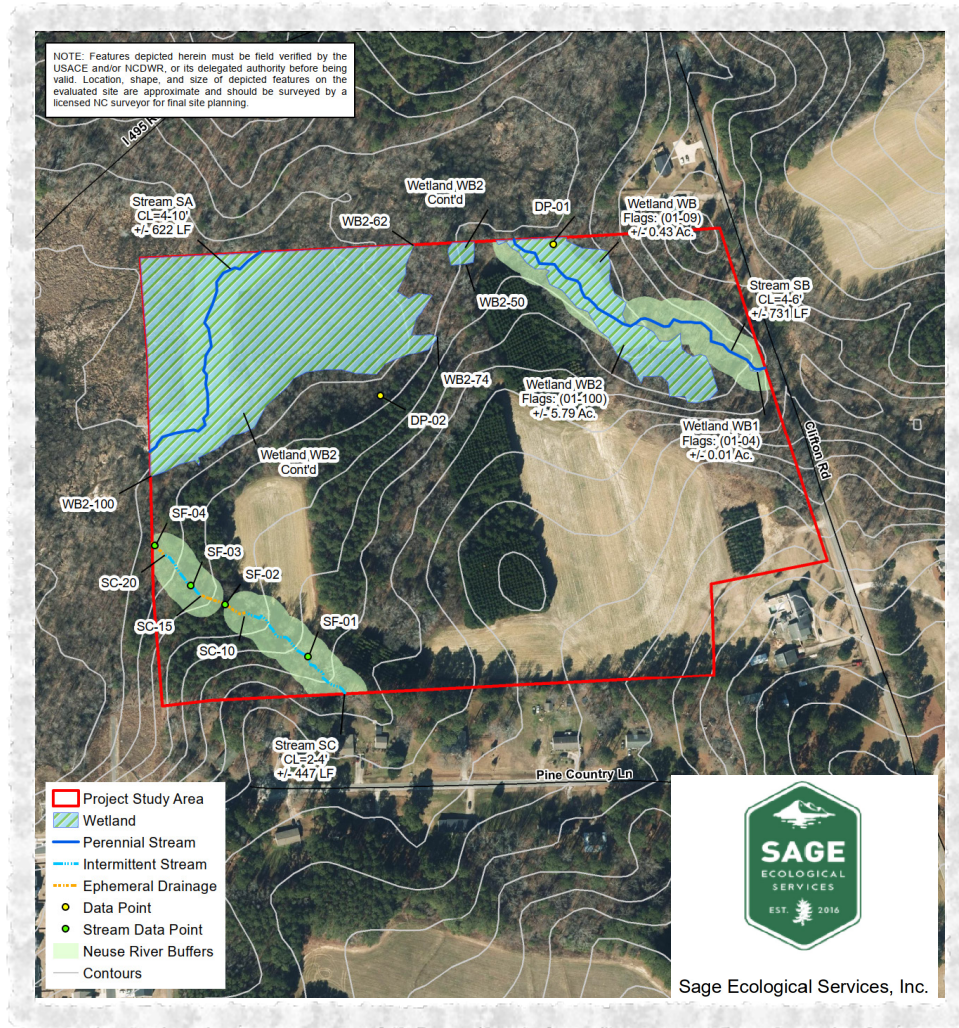 NOTE: Features depicted herein must be field verified by the
USACE and/or NCDWR, or its delegated authority before being
valid. Location, shape, and size of depicted features on the
evaluated site are approximate and should be surveyed by a
licensed NC surveyor for final site planning.
I 495
Stream SA
CL=4-10'
+/- 622 LF
WB2-62
Wetland WB2
Cont'd
DP-01
Wetland WB
Flags: (01-09)
+/- 0.43 Ac.
Stream SB
CL=4-6'
+/- 731 LF
WB2-50
WB2-74
DP-02
Wetland WB2
Flags: (01-100)
+/- 5.79 Ac.
Wetland WB1
Flags: (01-04)
+/- 0.01 Ac.
Clifton Rd
Wetland WB2
Cont'd
WB2-100
SF-04
SF-03
SF-02
SC-20
SC-15
SC-10
SF-01
Stream SC
CL=2-4'
+/- 447 LF
Pine Country Ln
Project Study Area
Wetland
Perennial Stream
Intermittent Stream
Ephemeral Drainage
Data Point
Stream Data Point
Neuse River Buffers
Contours
SAGE
ECOLOGICAL
SERVICES
EST. 2016
Sage Ecological Services, Inc.